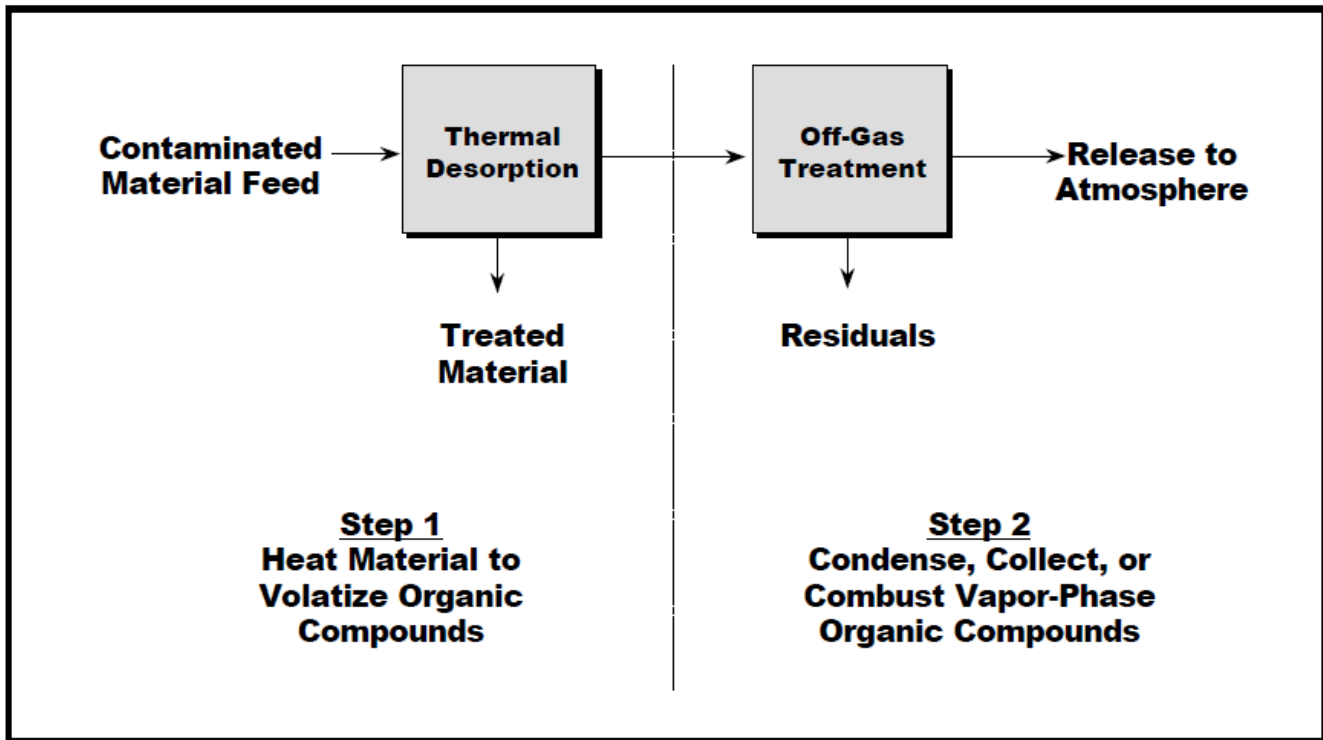 Contaminated
Material Feed
Thermal
Desorption
Off-Gas
Treatment
Release to
Atmosphere
Treated
Material
Residuals
Step 1
Heat Material to
Volatize Organic
Compounds
Step 2
Condense, Collect, or
Combust Vapor-Phase
Organic Compounds